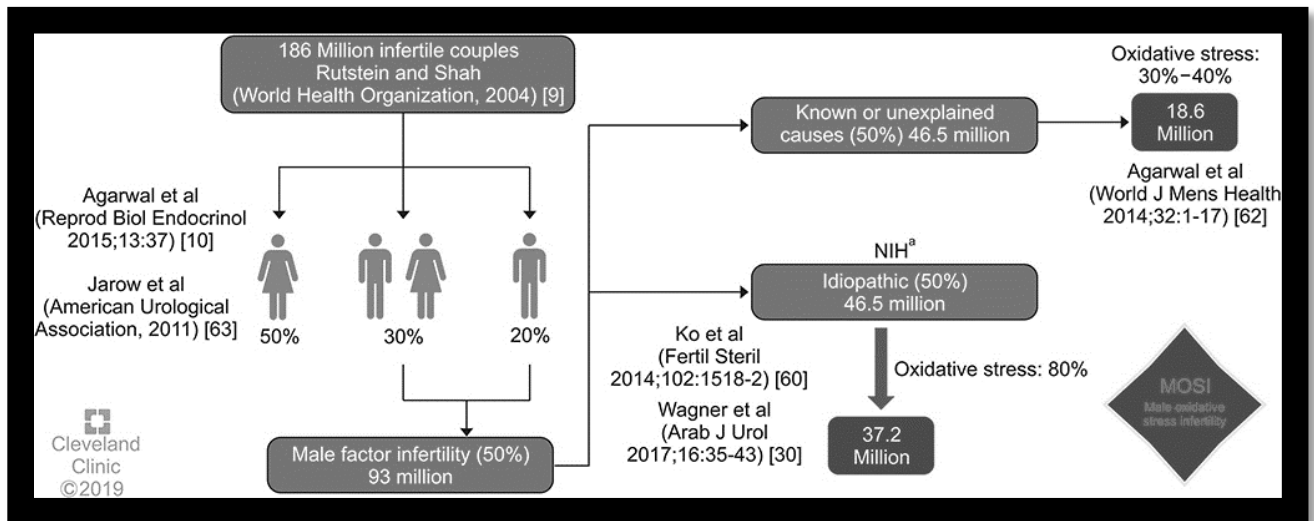 186 Million infertile couples
Rutstein and Shah
(World Health Organization, 2004) [9]
Agarwal et al
(Reprod Biol Endocrinol
2015;13:37) [10]
Jarow et al
(American Urological
Association, 2011) [63]
50%
30%
20%
Male factor infertility (50%)
93 million
Known or unexplained
causes (50%) 46.5 million
Oxidative stress:
30%−40%
18.6
Million
Agarwal et al
(World J Mens Health
2014;32:1-17) [62]
NIHª
Idiopathic (50%)
46.5 million
Ko et al
(Fertil Steril
2014;102:1518-2) [60]
Wagner et al
(Arab J Urol
2017;16:35-43) [30]
Oxidative stress: 80%
37.2
Million
MOSI
Male oxidative
stress infertility
Cleveland
Clinic
©2019